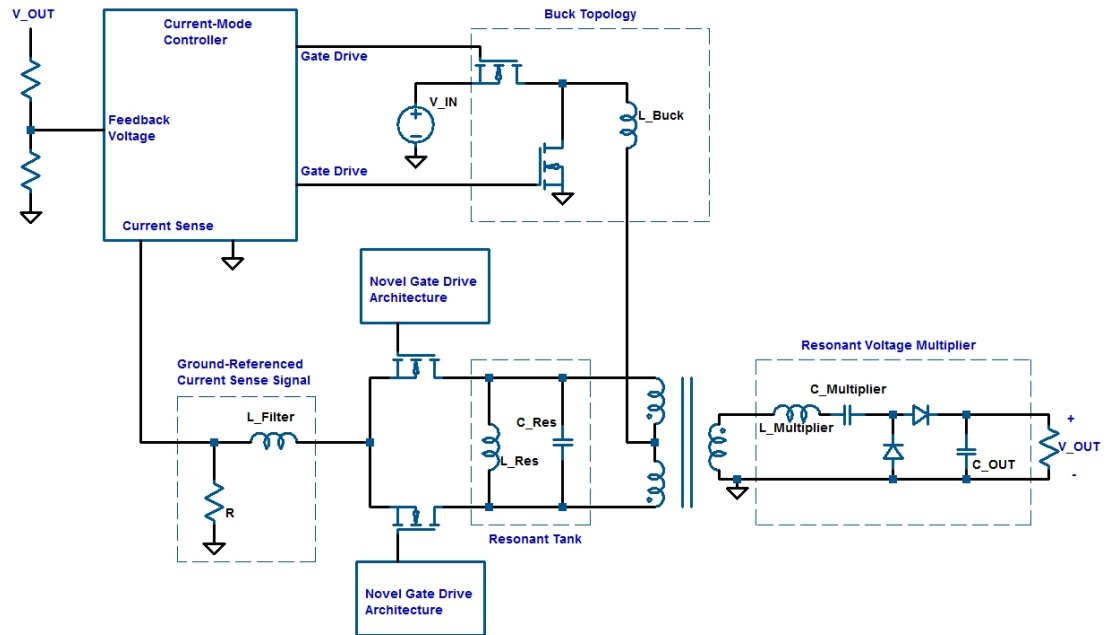 V_OUT
Current-Mode
Controller
Buck Topology
Gate Drive
V_IN
+
−
L_Buck
Feedback
Voltage
Gate Drive
Current Sense
Novel Gate Drive
Architecture
Ground-Referenced
Current Sense Signal
L_Filter
R
C_Res
L_Res
Resonant Tank
Novel Gate Drive
Architecture
Resonant Voltage Multiplier
C_Multiplier
L_Multiplier
C_OUT
+
V_OUT
-